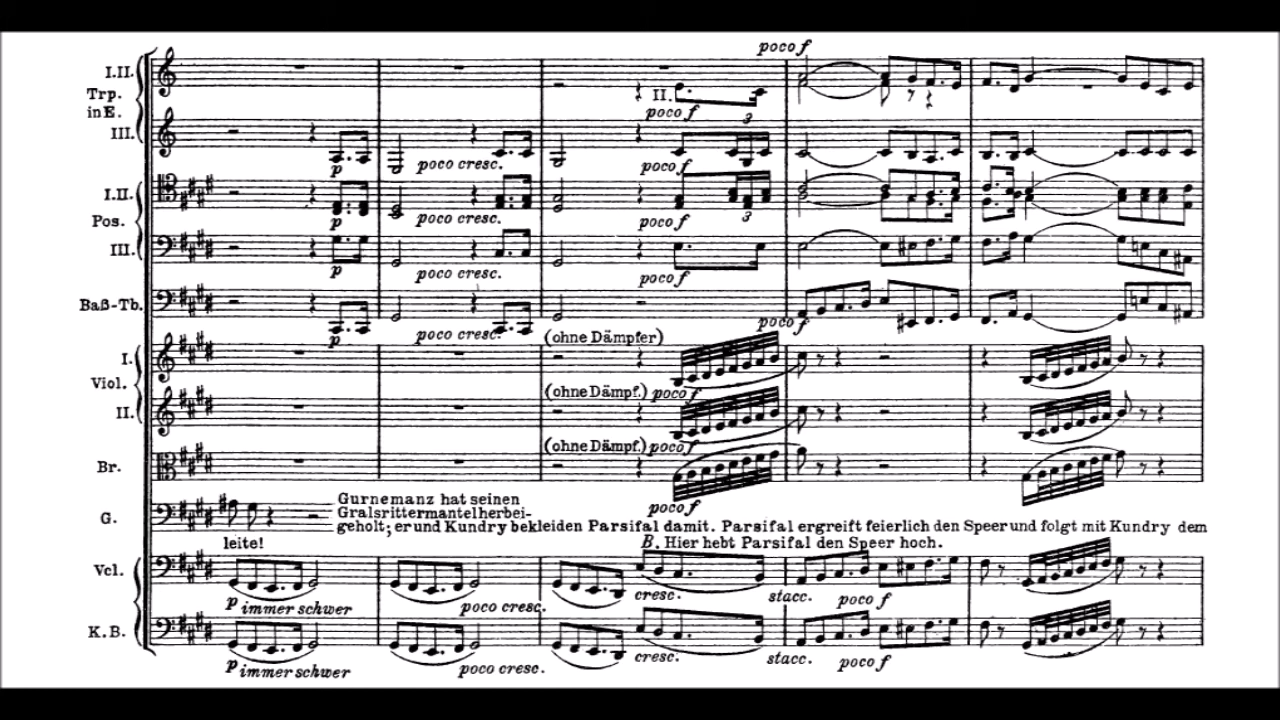 poco f
I.II.
Trp.
in E.
II.
poco f
3
III.
p
poco cresc.
poco f
I.II.
Pos.
p
poco cresc.
poco f
3
III.
p
poco cresc.
poco f
Baß-Tb.
p
poco cresc.
poco f
(ohne Dämpfer)
I.
Viol.
(ohne Dämpf.) poco f
II.
(ohne Dämpf.) poco f
Br.
poco f
Gurnemanz hat seinen
Gralsrittermantel herbei-
G.
geholt; er und Kundry bekleiden Parsifal damit. Parsifal ergreift feierlich den Speer und folgt mit Kundry dem
leite!
B. Hier hebt Parsifal den Speer hoch.
Vcl.
p immer schwer
poco cresc.
cresc.
stacc.
poco f
K.B.
p immer schwer
poco cresc.
cresc.
stacc.
poco f